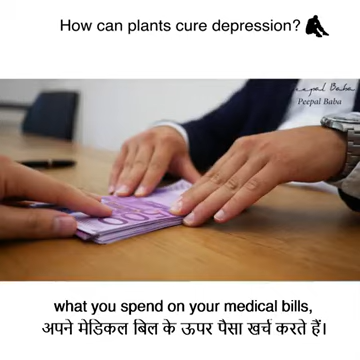 How can plants cure depression?
Peepal Baba
Peepal Baba
what you spend on your medical bills,
अपने मेडिकल बिल के ऊपर पैसा खर्च करते हैं।